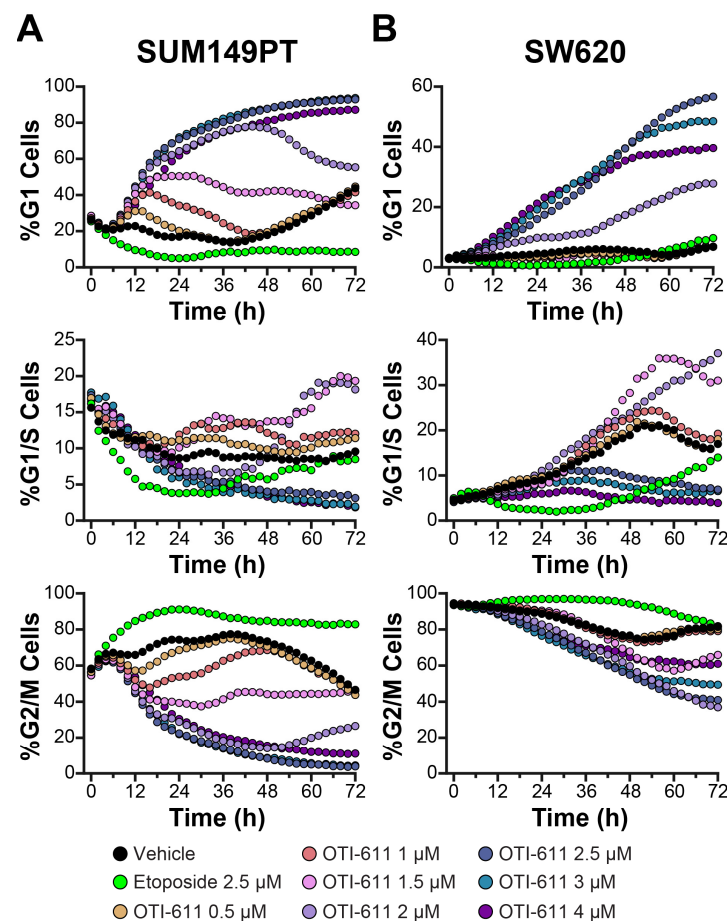 A B
SUM149PT SW620
100
80
60
40
20
0
%G1 Cells
0 12 24 36 48 60 72
Time (h)
60
40
20
0
%G1 Cells
0 12 24 36 48 60 72
Time (h)
25
20
15
10
5
0
%G1/S Cells
0 12 24 36 48 60 72
Time (h)
40
30
20
10
0
%G1/S Cells
0 12 24 36 48 60 72
Time (h)
100
80
60
40
20
0
%G2/M Cells
0 12 24 36 48 60 72
Time (h)
100
80
60
40
20
0
%G2/M Cells
0 12 24 36 48 60 72
Time (h)
Vehicle OTI-611 1 μM OTI-611 2.5 μM
Etoposide 2.5 μM OTI-611 1.5 μM OTI-611 3 μM
OTI-611 0.5 μM OTI-611 2 μM OTI-611 4 μM